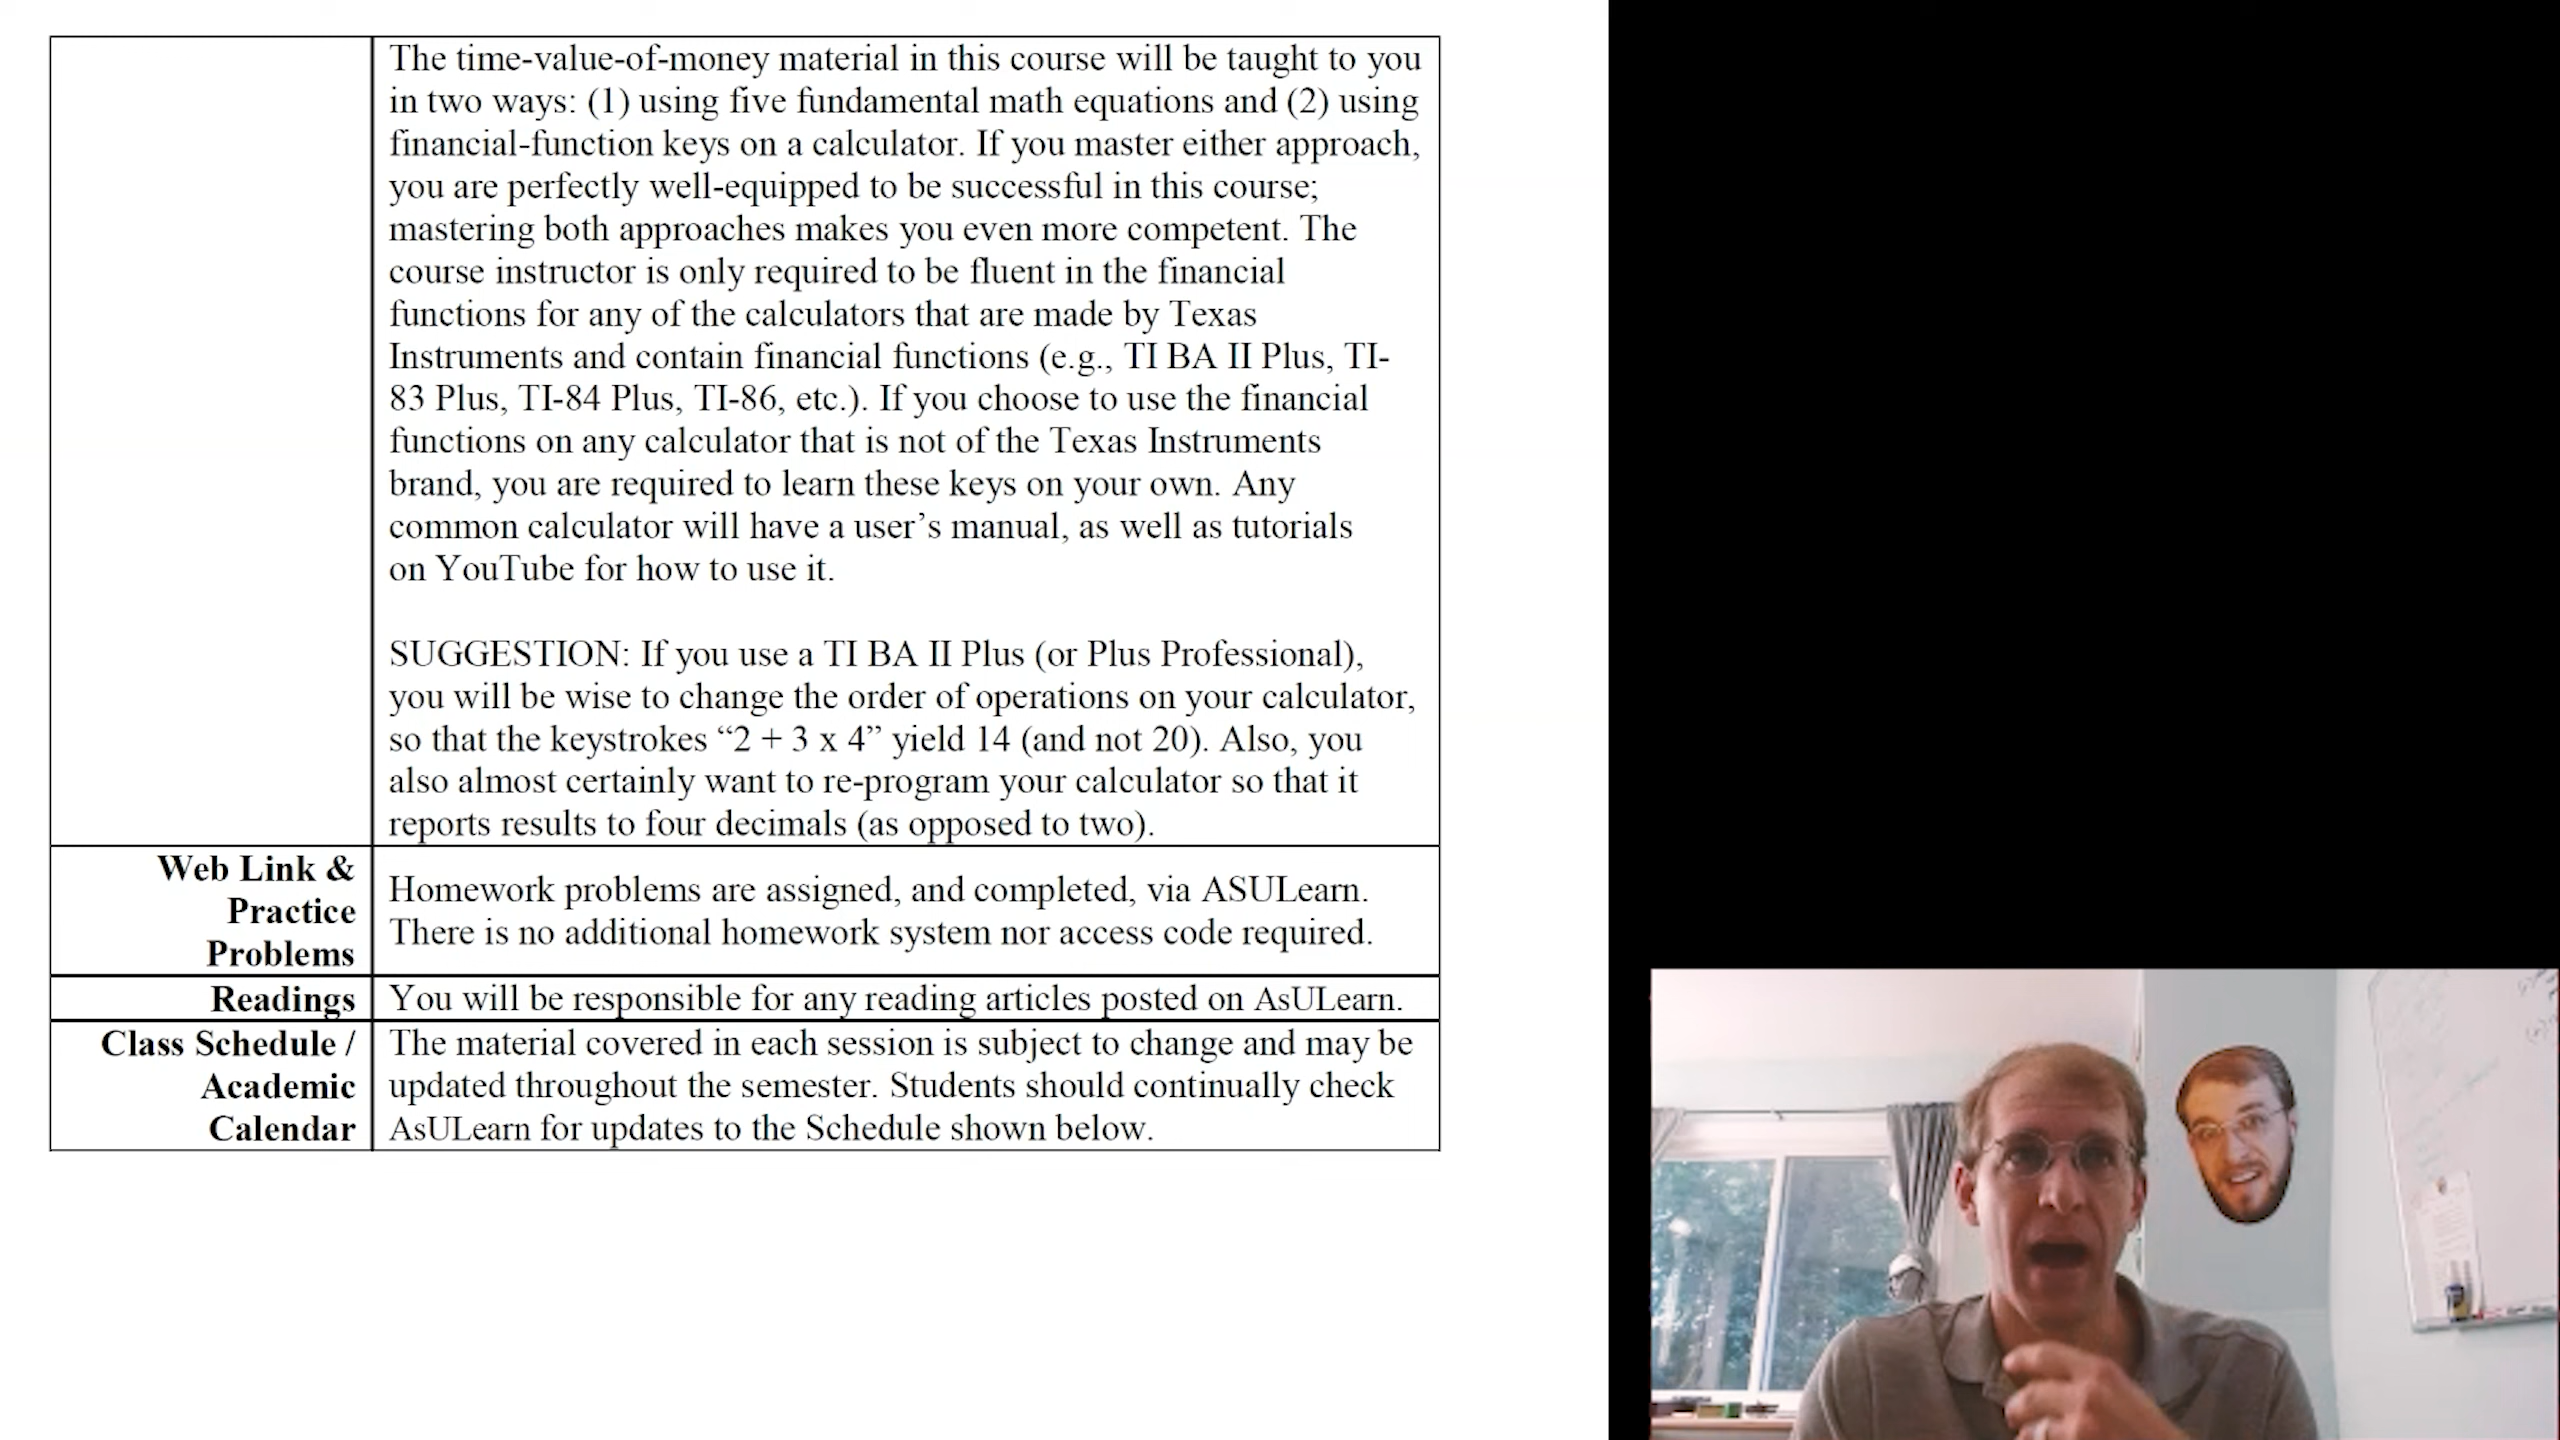 The time-value-of-money material in this course will be taught to you
in two ways: (1) using five fundamental math equations and (2) using
financial-function keys on a calculator. If you master either approach,
you are perfectly well-equipped to be successful in this course;
mastering both approaches makes you even more competent. The
course instructor is only required to be fluent in the financial
functions for any of the calculators that are made by Texas
Instruments and contain financial functions (e.g., TI BA II Plus, TI-
83 Plus, TI-84 Plus, TI-86, etc.). If you choose to use the financial
functions on any calculator that is not of the Texas Instruments
brand, you are required to learn these keys on your own. Any
common calculator will have a user’s manual, as well as tutorials
on YouTube for how to use it.
SUGGESTION: If you use a TI BA II Plus (or Plus Professional),
you will be wise to change the order of operations on your calculator,
so that the keystrokes “2 + 3 x 4” yield 14 (and not 20). Also, you
also almost certainly want to re-program your calculator so that it
reports results to four decimals (as opposed to two).
Web Link &
Practice
Problems
Homework problems are assigned, and completed, via ASULearn.
There is no additional homework system nor access code required.
Readings
You will be responsible for any reading articles posted on AsULearn.
Class Schedule /
Academic
Calendar
The material covered in each session is subject to change and may be
updated throughout the semester. Students should continually check
AsULearn for updates to the Schedule shown below.